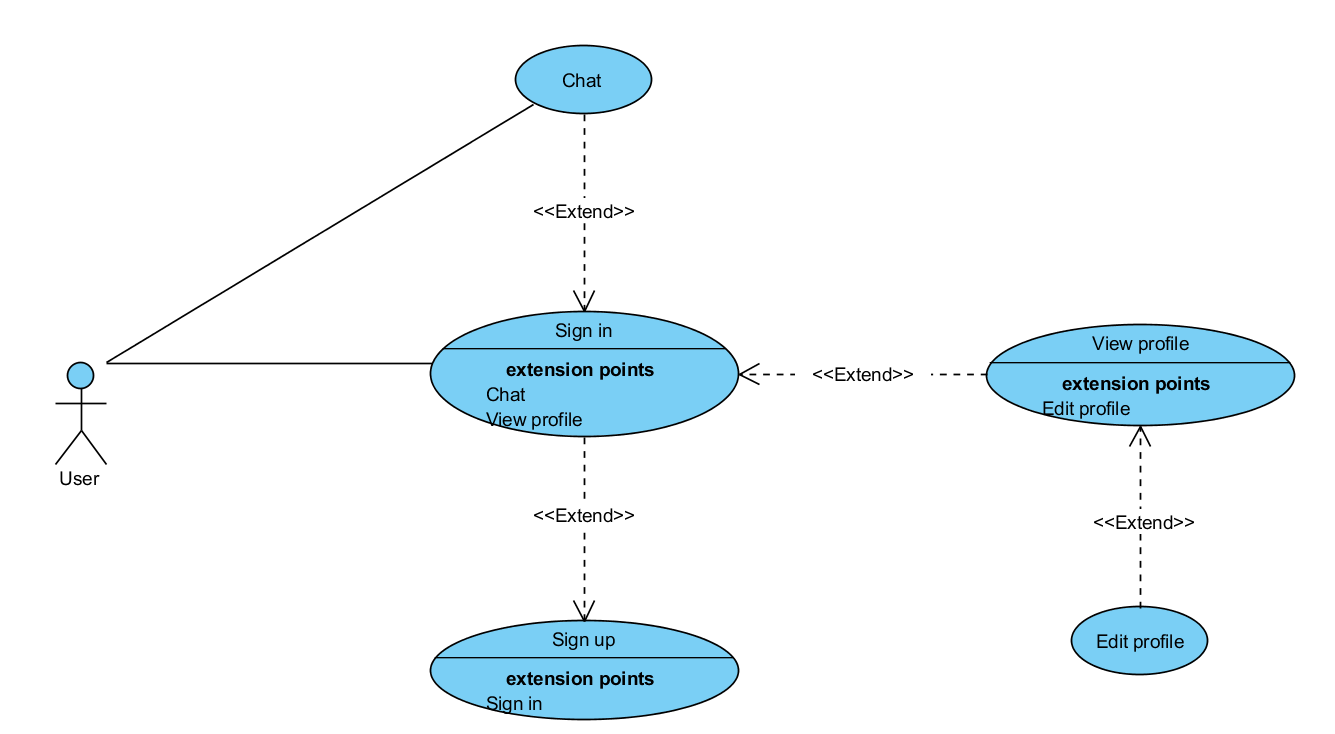 Chat
<<Extend>>
Sign in
extension points
Chat
View profile
<<Extend>>
View profile
extension points
Edit profile
User
<<Extend>>
<<Extend>>
Sign up
extension points
Sign in
Edit profile